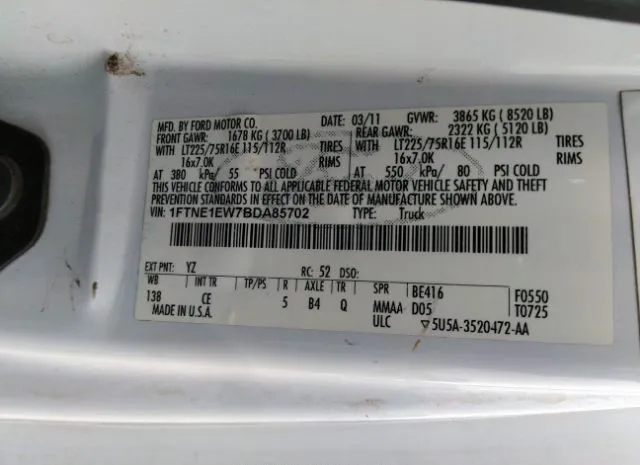 MFD. BY FORD MOTOR CO. DATE: 03/11 GVWR: 3865 KG ( 8520 LB)
FRONT GAWR: 1678 KG ( 3700 LB) REAR GAWR: 2322 KG ( 5120 LB)
WITH LT225/75R16E 115/112R TIRES WITH LT225/75R16E 115/112R TIRES
16x7.0K RIMS 16x7.0K RIMS
AT 380 kPa/ 55 PSI COLD AT 550 kPa/ 80 PSI COLD
THIS VEHICLE CONFORMS TO ALL APPLICABLE FEDERAL MOTOR VEHICLE SAFETY AND THEFT
PREVENTION STANDARDS IN EFFECT ON THE DATE OF MANUFACTURE SHOWN ABOVE.
VIN: 1FTNE1EW7BDA85702 TYPE: Truck
EXT PNT: YZ RC: 52 DSO:
WB INT TR TP/PS R AXLE TR SPR BE416 F0550
138 CE 5 B4 Q MMAA D05 T0725
MADE IN U.S.A. ULC ▽5U5A-3520472-AA